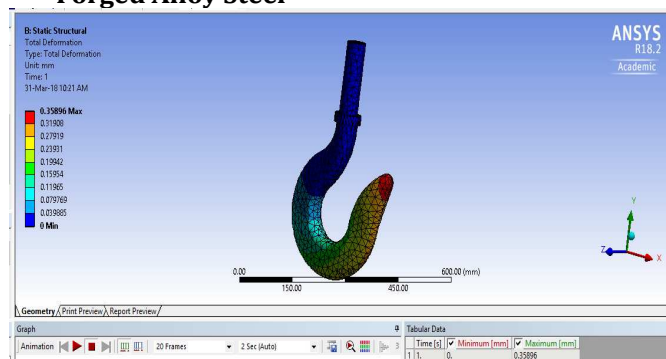 Forged Alloy Steel
B: Static Structural
Total Deformation
Type: Total Deformation
Unit: mm
Time: 1
31-Mar-18 10:21 AM
0.35896 Max
0.31908
0.27919
0.23931
0.19942
0.15954
0.11965
0.079769
0.039885
0 Min
ANSYS
R18.2
Academic
Y
Z
X
0.00
600.00 (mm)
150.00
450.00
Geometry Print Preview Report Preview
Graph
Animation
20 Frames
2 Sec (Auto)
3
Tabular Data
Time [s] Minimum [mm] Maximum [mm]
1 1. 0. 0.35896